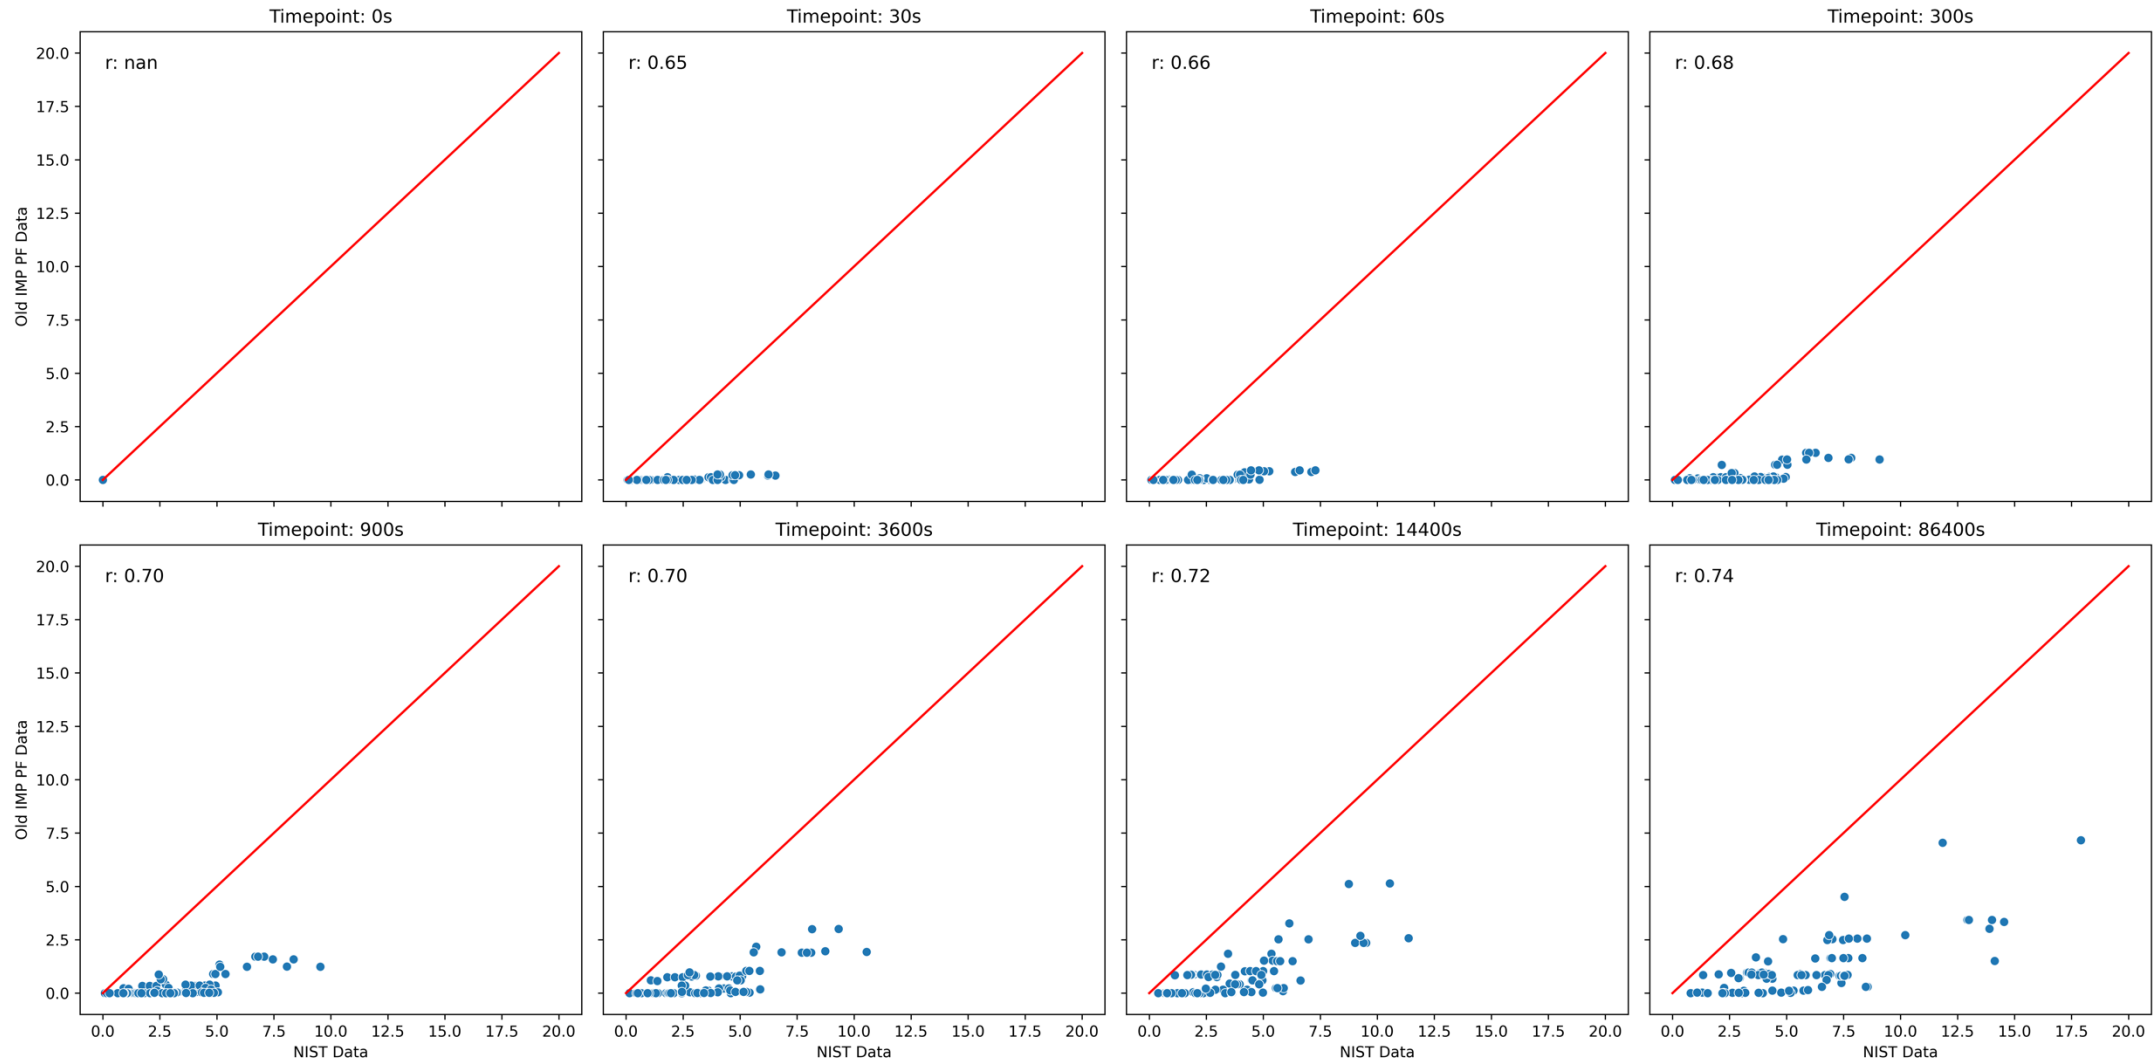 Timepoint: 0s
Timepoint: 30s
Timepoint: 60s
Timepoint: 300s
r: nan
r: 0.65
r: 0.66
r: 0.68
20.0
17.5
15.0
12.5
10.0
7.5
5.0
2.5
0.0
Old IMP PF Data
Timepoint: 900s
Timepoint: 3600s
Timepoint: 14400s
Timepoint: 86400s
r: 0.70
r: 0.70
r: 0.72
r: 0.74
20.0
17.5
15.0
12.5
10.0
7.5
5.0
2.5
0.0
Old IMP PF Data
0.0 2.5 5.0 7.5 10.0 12.5 15.0 17.5 20.0
0.0 2.5 5.0 7.5 10.0 12.5 15.0 17.5 20.0
0.0 2.5 5.0 7.5 10.0 12.5 15.0 17.5 20.0
0.0 2.5 5.0 7.5 10.0 12.5 15.0 17.5 20.0
NIST Data
NIST Data
NIST Data
NIST Data